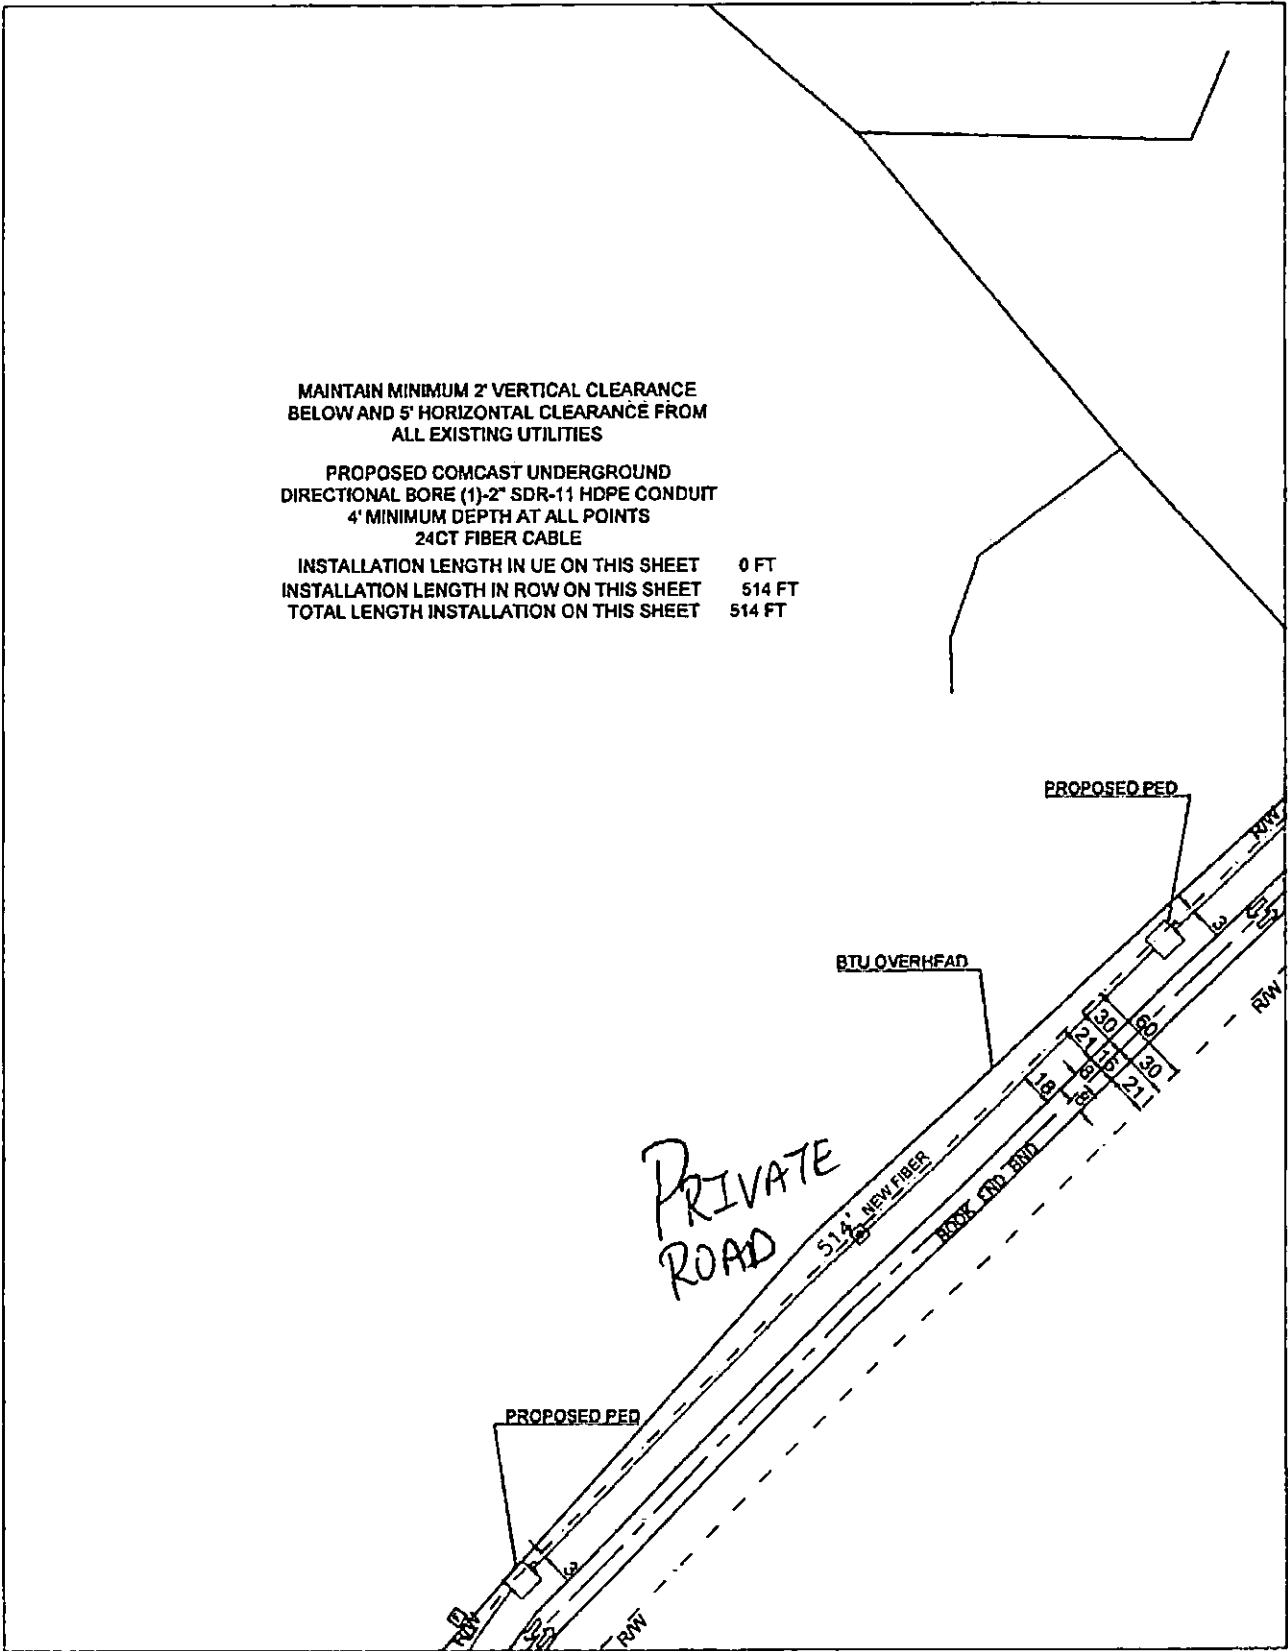 MAINTAIN MINIMUM 2' VERTICAL CLEARANCE
BELOW AND 5' HORIZONTAL CLEARANCE FROM
ALL EXISTING UTILITIES
PROPOSED COMCAST UNDERGROUND
DIRECTIONAL BORE (1)-2" SDR-11 HDPE CONDUIT
4' MINIMUM DEPTH AT ALL POINTS
24CT FIBER CABLE
INSTALLATION LENGTH IN UE ON THIS SHEET 0 FT
INSTALLATION LENGTH IN ROW ON THIS SHEET 514 FT
TOTAL LENGTH INSTALLATION ON THIS SHEET 514 FT
PROPOSED PED
R/W
3
BTU OVERHEAD
R/W
30
60
21
16
30
18
8
21
8
PRIVATE
ROAD
514' NEW FIBER
BOOK END BND
PROPOSED PED
3
R/W
R/W